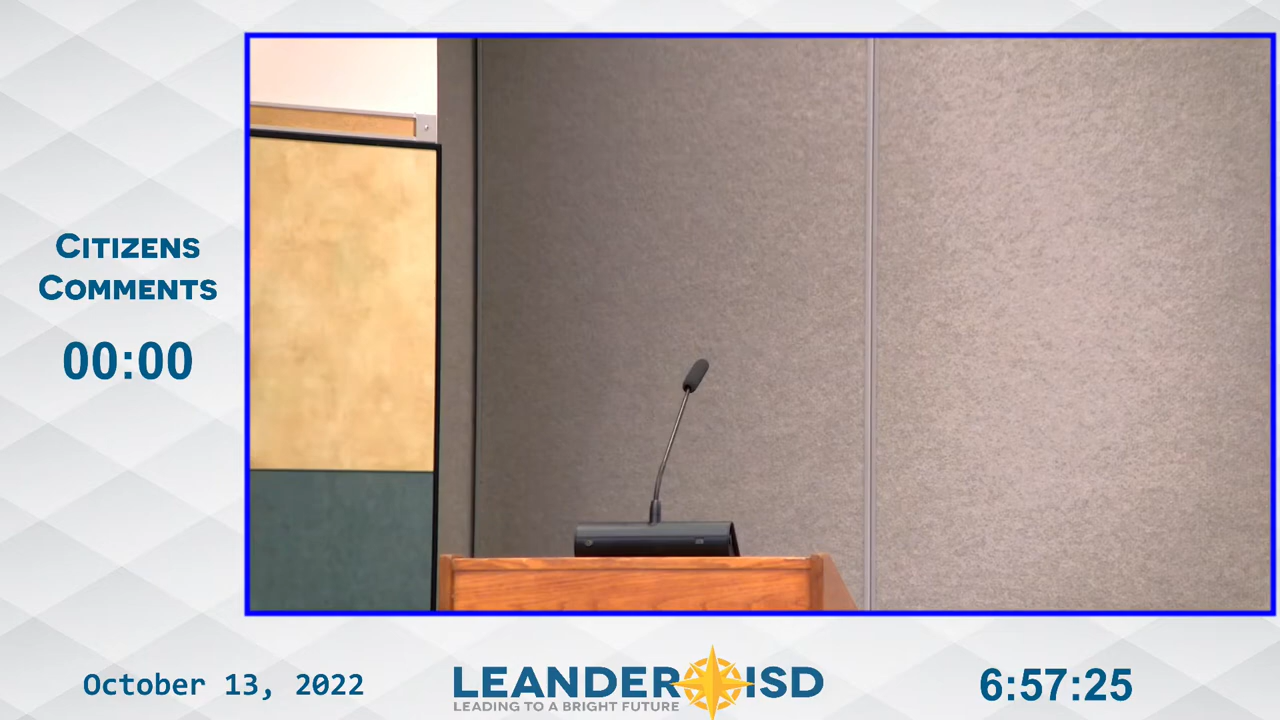 Citizens
Comments
00:00
October 13, 2022
LEANDER ISD
LEADING TO A BRIGHT FUTURE
6:57:25